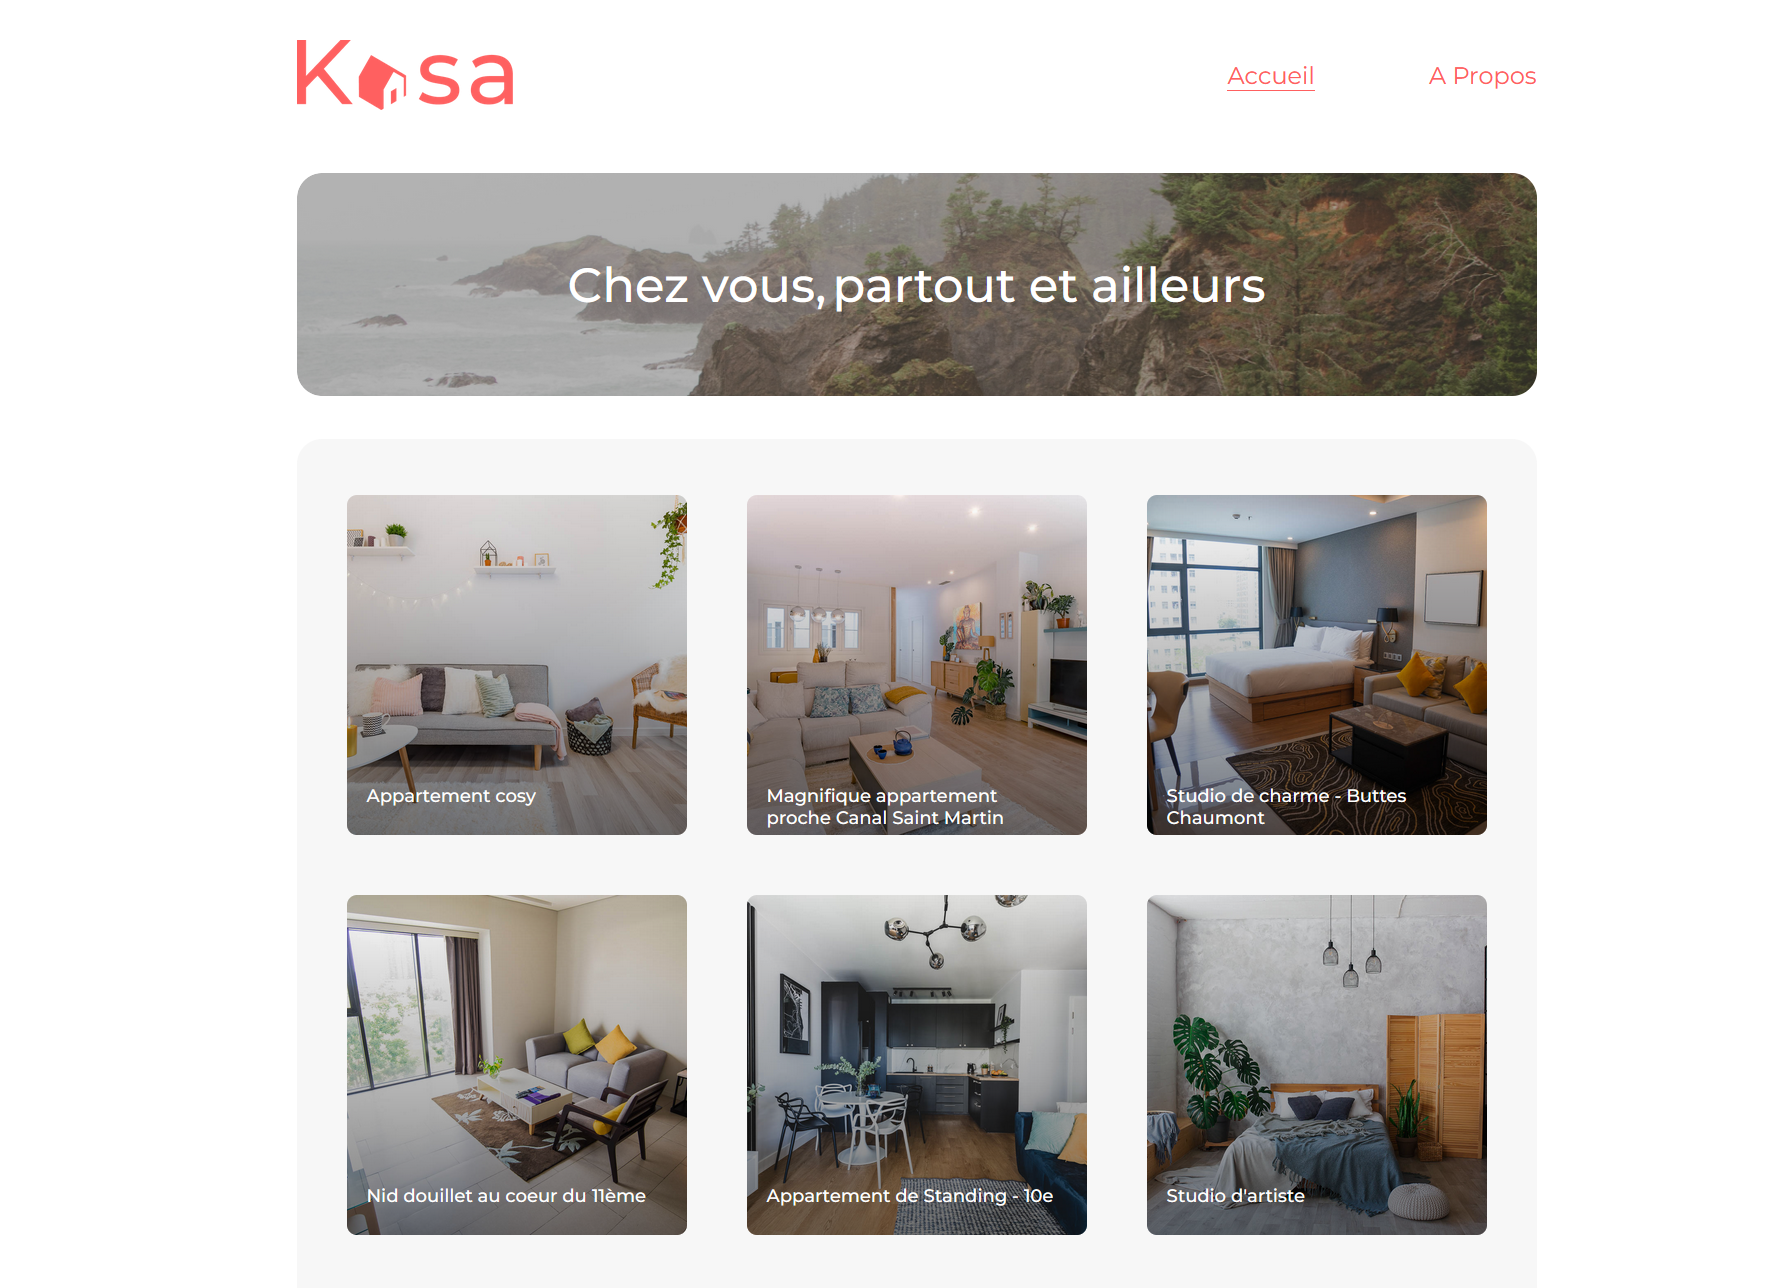 Kasa
Accueil
A Propos
Chez vous, partout et ailleurs
Appartement cosy
Magnifique appartement
proche Canal Saint Martin
Studio de charme - Buttes
Chaumont
Nid douillet au coeur du 11ème
Appartement de Standing - 10e
Studio d'artiste